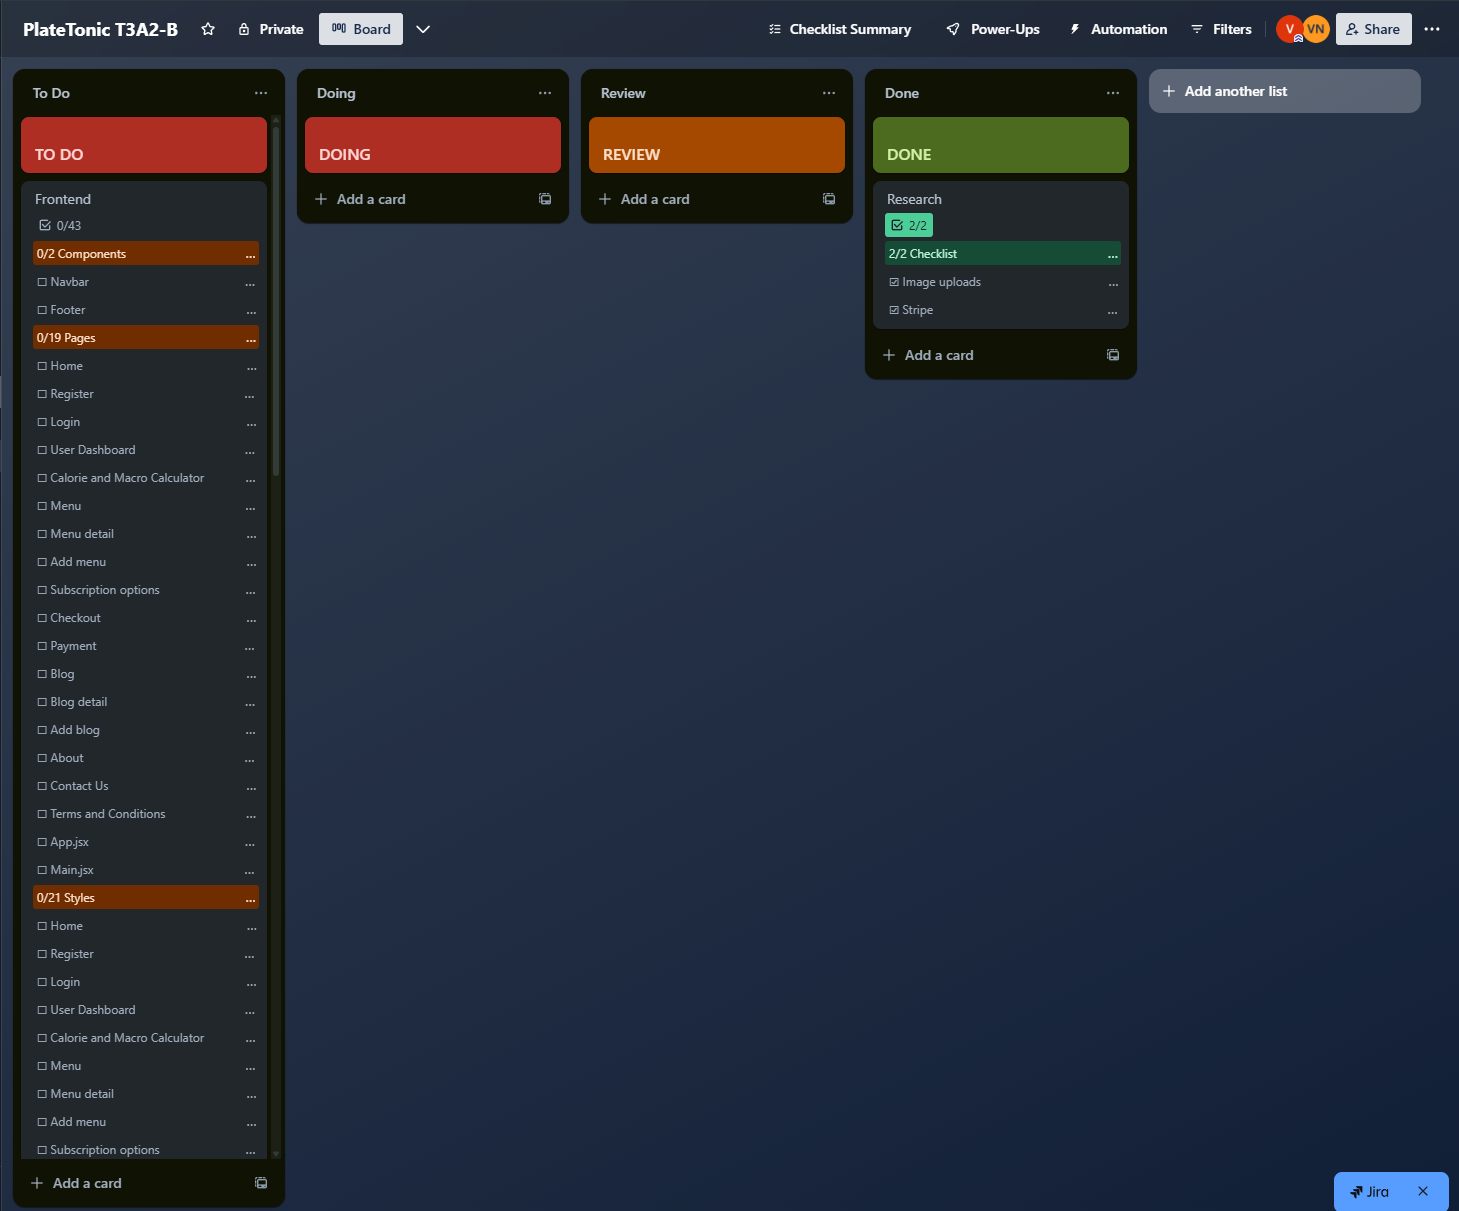 PlateTonic T3A2-B
Private
Board
Checklist Summary
Power-Ups
Automation
Filters
V
VN
Share
To Do
TO DO
Frontend
0/43
0/2 Components
Navbar
Footer
0/19 Pages
Home
Register
Login
User Dashboard
Calorie and Macro Calculator
Menu
Menu detail
Add menu
Subscription options
Checkout
Payment
Blog
Blog detail
Add blog
About
Contact Us
Terms and Conditions
App.jsx
Main.jsx
0/21 Styles
Home
Register
Login
User Dashboard
Calorie and Macro Calculator
Menu
Menu detail
Add menu
Subscription options
Add a card
Doing
DOING
Add a card
Review
REVIEW
Add a card
Done
DONE
Research
2/2
2/2 Checklist
Image uploads
Stripe
Add a card
Add another list
Jira